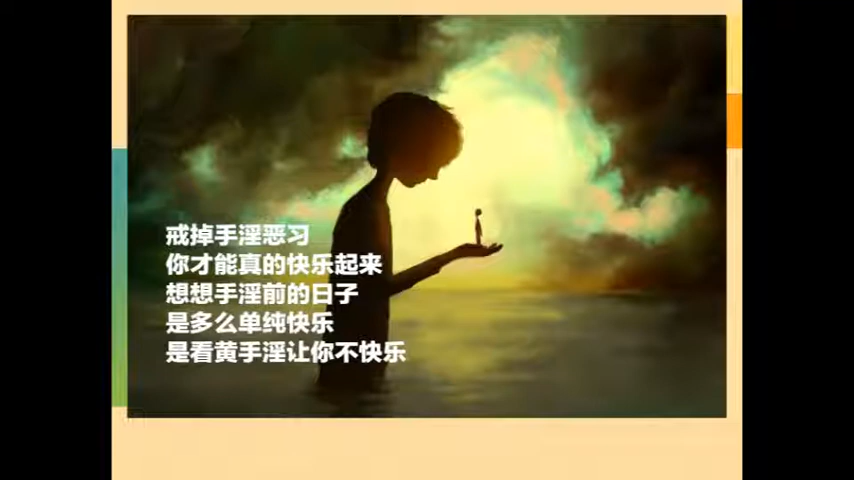 戒掉手淫恶习
你才能真的快乐起来
想想手淫前的日子
是多么单纯快乐
是看黄手淫让你不快乐